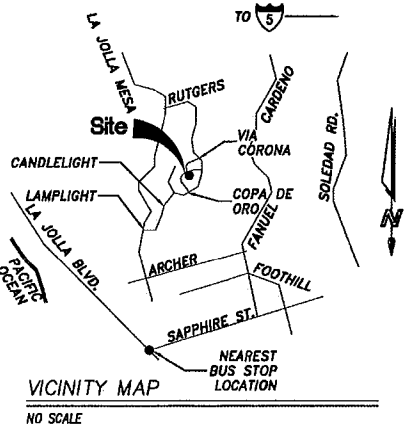 TO 5
LA JOLLA MESA
RUTGERS
CARDENO
SOLEDAD RD.
Site
VIA
CORONA
CANDLELIGHT
LAMPLIGHT
COPA DE
ORO
FANUEL
N
LA JOLLA BLVD.
PACIFIC
OCEAN
ARCHER
FOOTHILL
SAPPHIRE ST.
NEAREST
BUS STOP
LOCATION
VICINITY MAP
NO SCALE